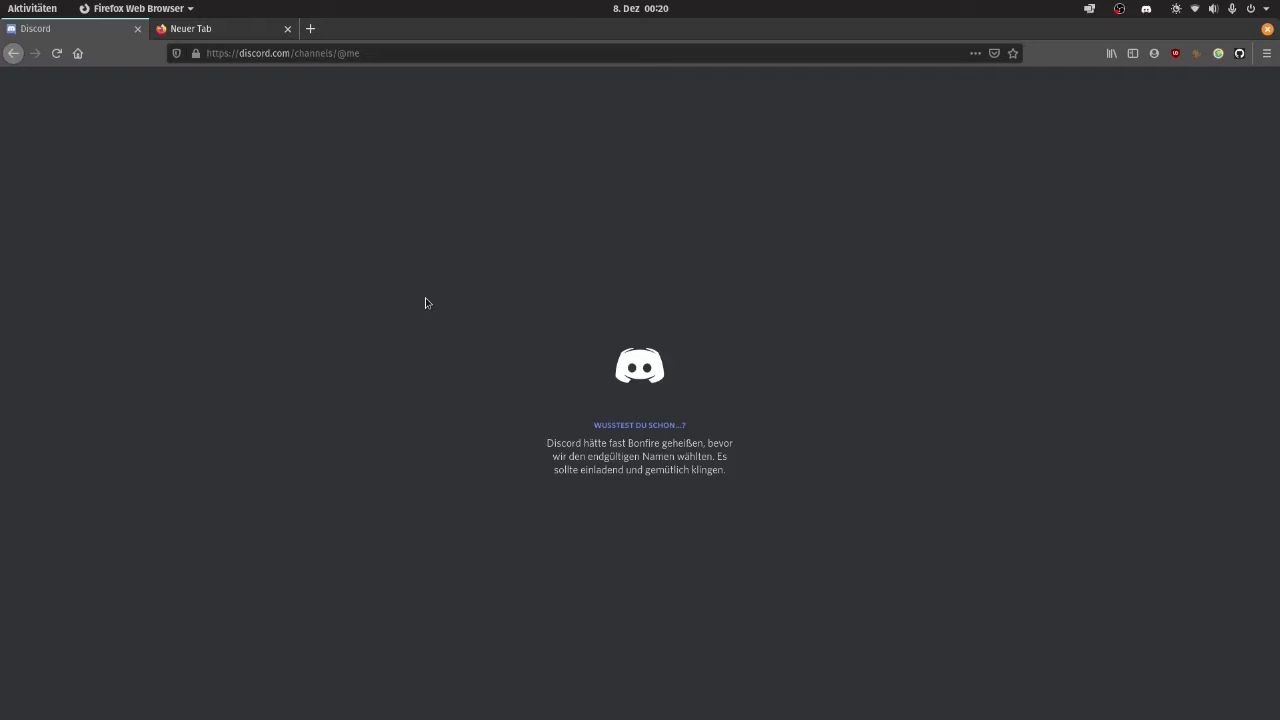 Aktivitäten Firefox Web Browser 8. Dez 00:20
Discord Neuer Tab
https://discord.com/channels/@me
WUSSTEST DU SCHON...?
Discord hätte fast Bonfire geheißen, bevor
wir den endgültigen Namen wählten. Es
sollte einladend und gemütlich klingen.